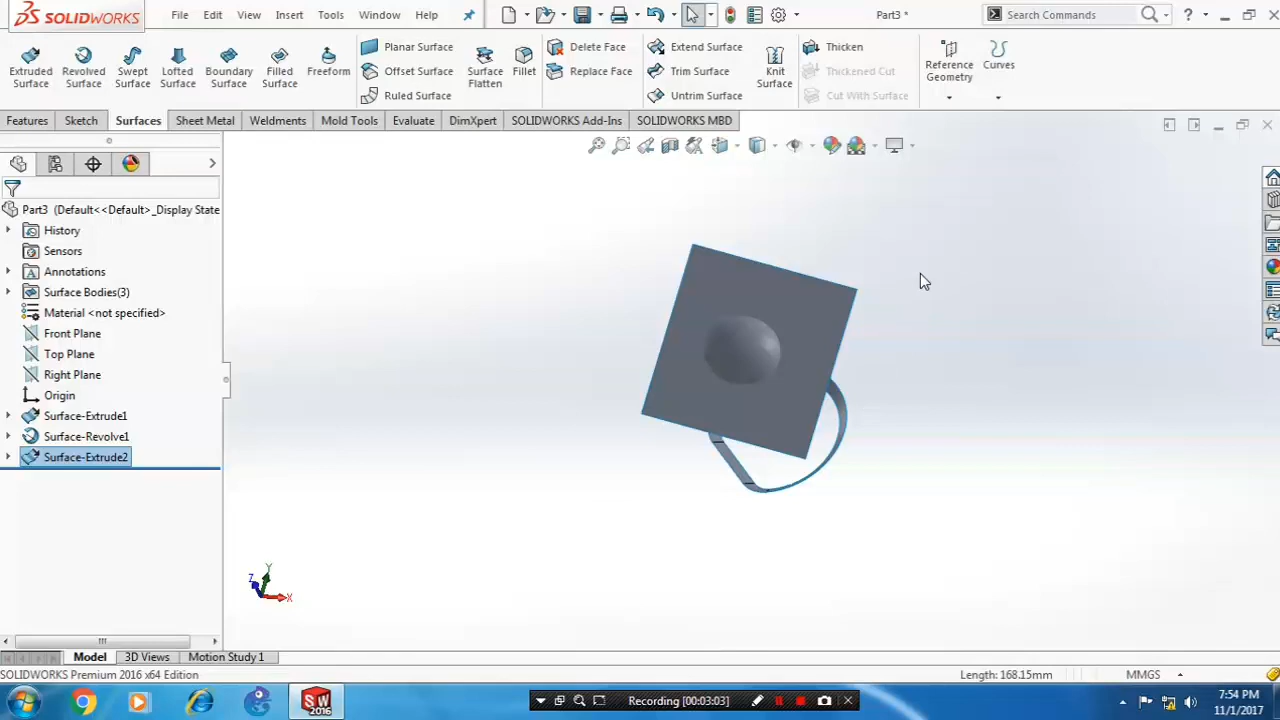 SOLIDWORKS File Edit View Insert Tools Window Help Part3 * Search Commands
Extruded Surface Revolved Surface Swept Surface Lofted Surface Boundary Surface Filled Surface Freeform Planar Surface Offset Surface Ruled Surface Surface Flatten Fillet Delete Face Replace Face Extend Surface Trim Surface Untrim Surface Knit Surface Thicken Thickened Cut Cut With Surface Reference Geometry Curves
Features Sketch Surfaces Sheet Metal Weldments Mold Tools Evaluate DimXpert SOLIDWORKS Add-Ins SOLIDWORKS MBD
Part3 (Default<<Default>_Display State
History
Sensors
Annotations
Surface Bodies(3)
Material <not specified>
Front Plane
Top Plane
Right Plane
Origin
Surface-Extrude1
Surface-Revolve1
Surface-Extrude2
Y
Z
X
Model 3D Views Motion Study 1
SOLIDWORKS Premium 2016 x64 Edition Length: 168.15mm MMGS
SW 2016 Recording [00:03:03] 7:54 PM
11/1/2017